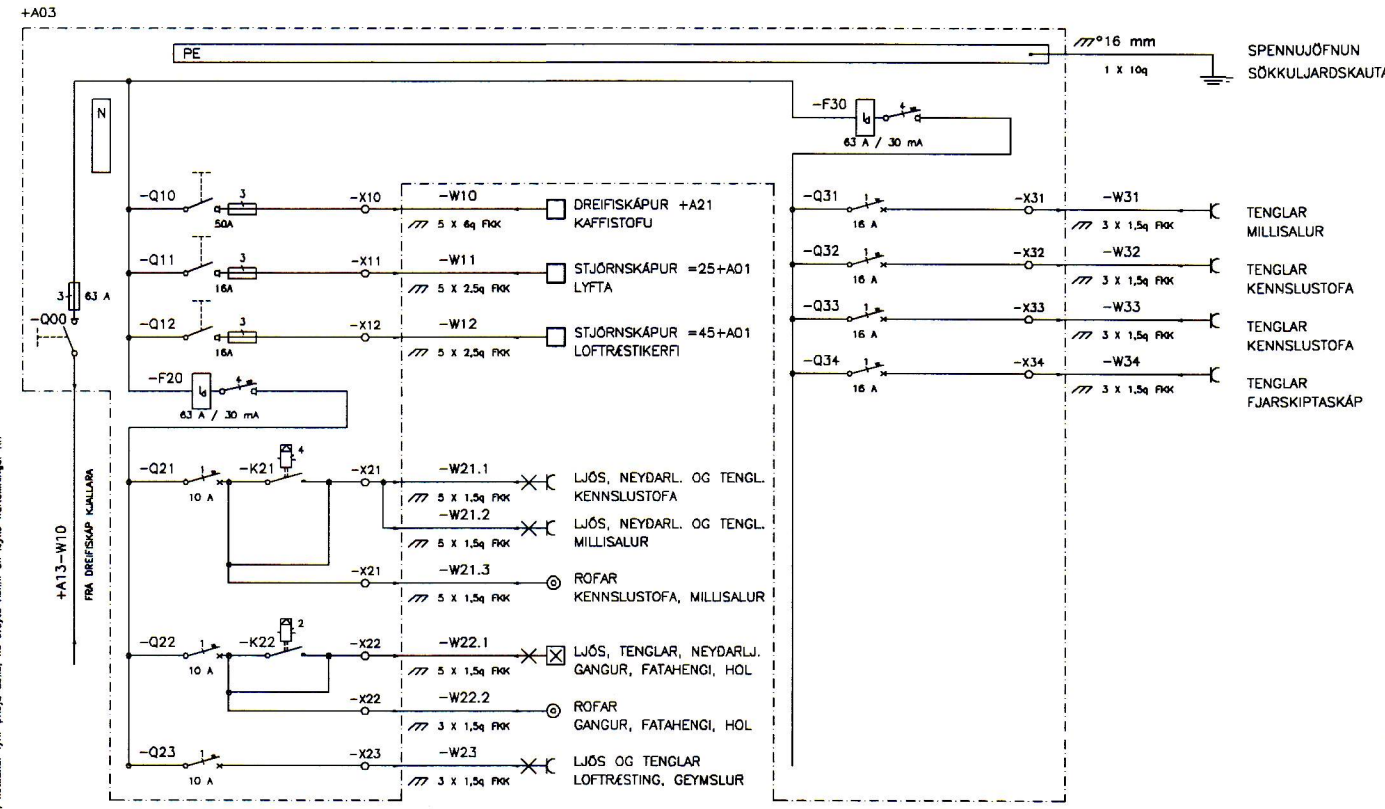 +A03
PE
16 mm
1 X 10q
SPENNUJÖFNUN
N
-F30
Id
4
63 A / 30 mA
-Q10
3
50A
-X10
-W10
5 X 6q FKK
DREIFISKÁPUR +A21
KAFFISTOFU
-Q11
3
16A
-X11
-W11
5 X 2.5q FKK
STJÓRNSKÁPUR =25+A01
LYFTA
-Q00
3
63 A
-Q12
3
16A
-X12
-W12
5 X 2,5q FKK
STJÓRNSKÁPUR =45+A01
LOFTRÆSTIKERFI
-F20
Id
4
63 A / 30 mA
+A13-W10
FRA DREIFISKÁP KJALLARA
-Q21
1
10 A
-K21
4
-X21
-W21.1
5 X 1,5q FKK
LJÓS, NEYDARL. OG TENGL.
KENNSLUSTOFA
-W21.2
5 X 1,5q FKK
LJÓS, NEYDARL. OG TENGL.
MILLISALUR
-X21
-W21.3
5 X 1,5q FKK
ROFAR
KENNSLUSTOFA, MILLISALUR
-Q22
1
10 A
-K22
2
-X22
-W22.1
5 X 1,5q FKK
LJÓS, TENGLAR, NEYDARLJ.
GANGUR, FATAHENGI, HOL
-X22
-W22.2
3 X 1,5q FKK
ROFAR
GANGUR, FATAHENGI, HOL
-Q23
1
10 A
-X23
-W23
3 X 1,5q FKK
LJÓS OG TENGLAR
LOFTRÆSTING, GEYMSLUR
-Q31
1
16 A
-X31
-W31
3 X 1,5q FKK
TENGLAR
MILLISALUR
-Q32
1
16 A
-X32
-W32
3 X 1,5q FKK
TENGLAR
KENNSLUSTOFA
-Q33
1
16 A
-X33
-W33
3 X 1,5q FKK
TENGLAR
KENNSLUSTOFA
-Q34
1
16 A
-X34
-W34
3 X 1,5q FKK
TENGLAR
FJARSKIPTASKÁP